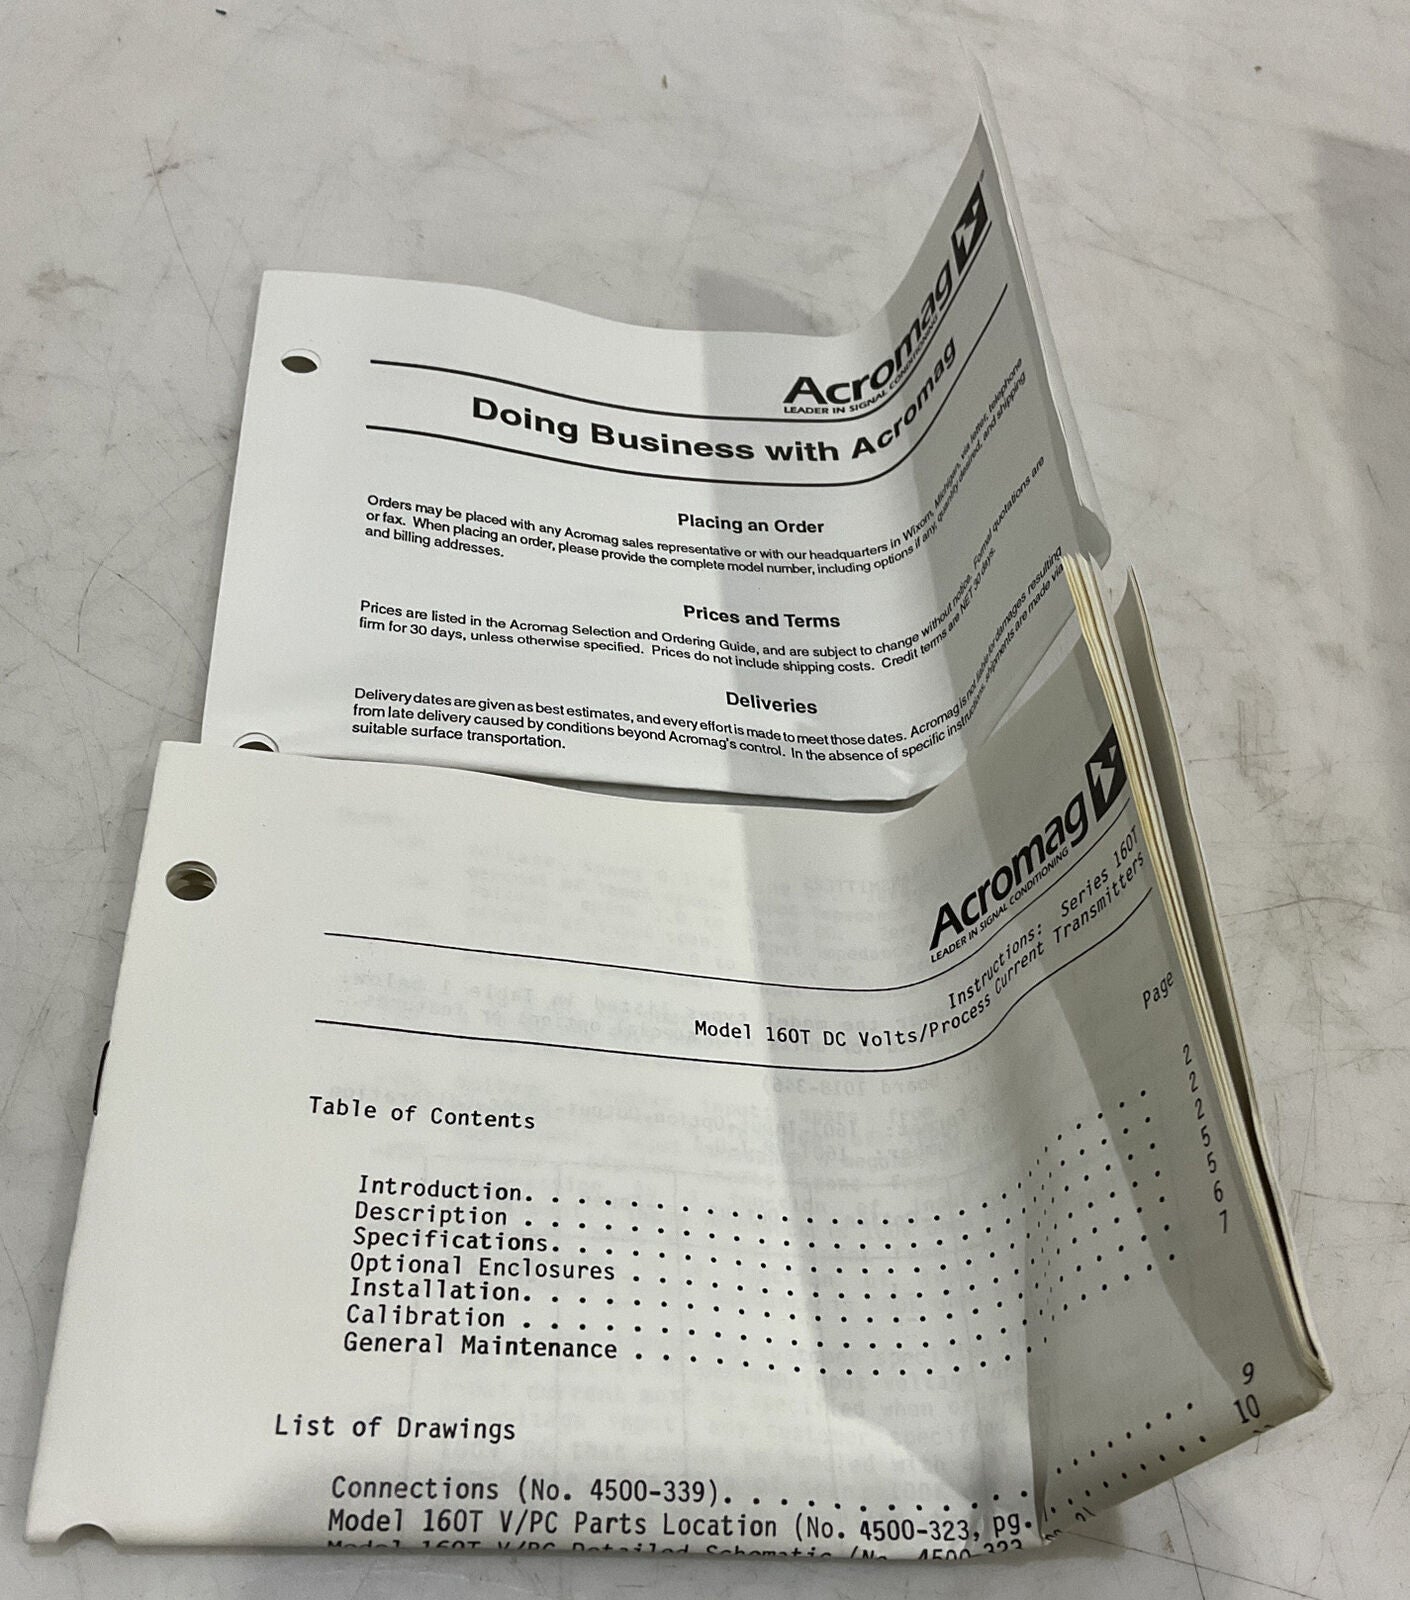 Acromag
LEADER IN SIGNAL CONDITIONING
Doing Business with Acromag
Placing an Order
Orders may be placed with any Acromag sales representative or with our headquarters in Wixom, Michigan, via letter, telephone
or fax. When placing an order, please provide the complete model number, including options if any, quantity desired, and shipping
and billing addresses.
Prices and Terms
Prices are listed in the Acromag Selection and Ordering Guide, and are subject to change without notice. Formal quotations are
firm for 30 days, unless otherwise specified. Prices do not include shipping costs. Credit terms are NET 30 days.
Deliveries
Delivery dates are given as best estimates, and every effort is made to meet those dates. Acromag is not liable for damages resulting
from late delivery caused by conditions beyond Acromag's control. In the absence of specific instructions, shipments are made via
suitable surface transportation.
Acromag
LEADER IN SIGNAL CONDITIONING
Instructions: Series 160T
Model 160T DC Volts/Process Current Transmitters
Page
Table of Contents
Introduction. . . . . . . . . . . . . . . . . . . . . . . . 2
Description . . . . . . . . . . . . . . . . . . . . . . . . 2
Specifications. . . . . . . . . . . . . . . . . . . . . . . 2
Optional Enclosures . . . . . . . . . . . . . . . . . . . . 5
Installation. . . . . . . . . . . . . . . . . . . . . . . . 5
Calibration . . . . . . . . . . . . . . . . . . . . . . . . 6
General Maintenance . . . . . . . . . . . . . . . . . . . . 7
List of Drawings
Connections (No. 4500-339). . . . . . . . . . . . . . . . . 9
Model 160T V/PC Parts Location (No. 4500-323, pg. . . . . . . . 10
Model 160T V/PC Detailed Schematic (No. 4500-323